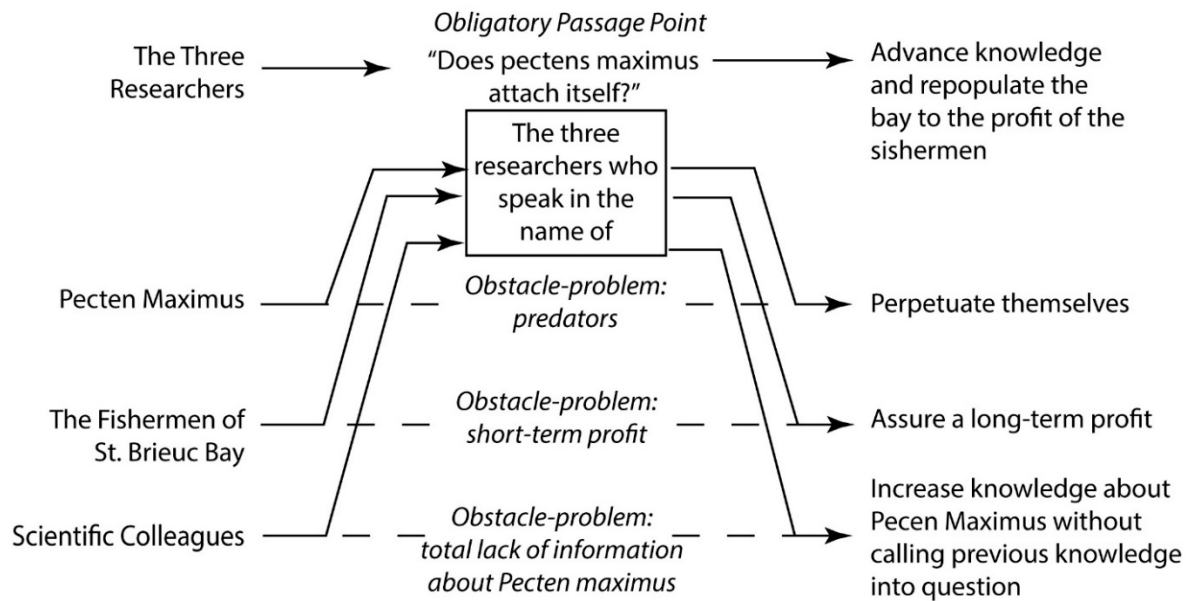 Obligatory Passage Point
The Three
Researchers
“Does pectens maximus
attach itself?”
Advance knowledge
and repopulate the
bay to the profit of the
sishermen
The three
researchers who
speak in the
name of
Pecten Maximus
Obstacle-problem:
predators
Perpetuate themselves
The Fishermen of
St. Brieuc Bay
Obstacle-problem:
short-term profit
Assure a long-term profit
Scientific Colleagues
Obstacle-problem:
total lack of information
about Pecten maximus
Increase knowledge about
Pecen Maximus without
calling previous knowledge
into question